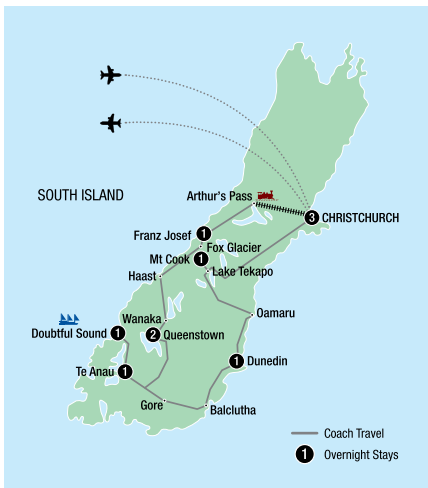 Arthur's Pass
SOUTH ISLAND
3 CHRISTCHURCH
Franz Josef 1
Fox Glacier
Mt Cook 1
Lake Tekapo
Haast
Wanaka
Oamaru
Doubtful Sound 1
2 Queenstown
1 Dunedin
Te Anau 1
Gore
Balclutha
Coach Travel
1 Overnight Stays